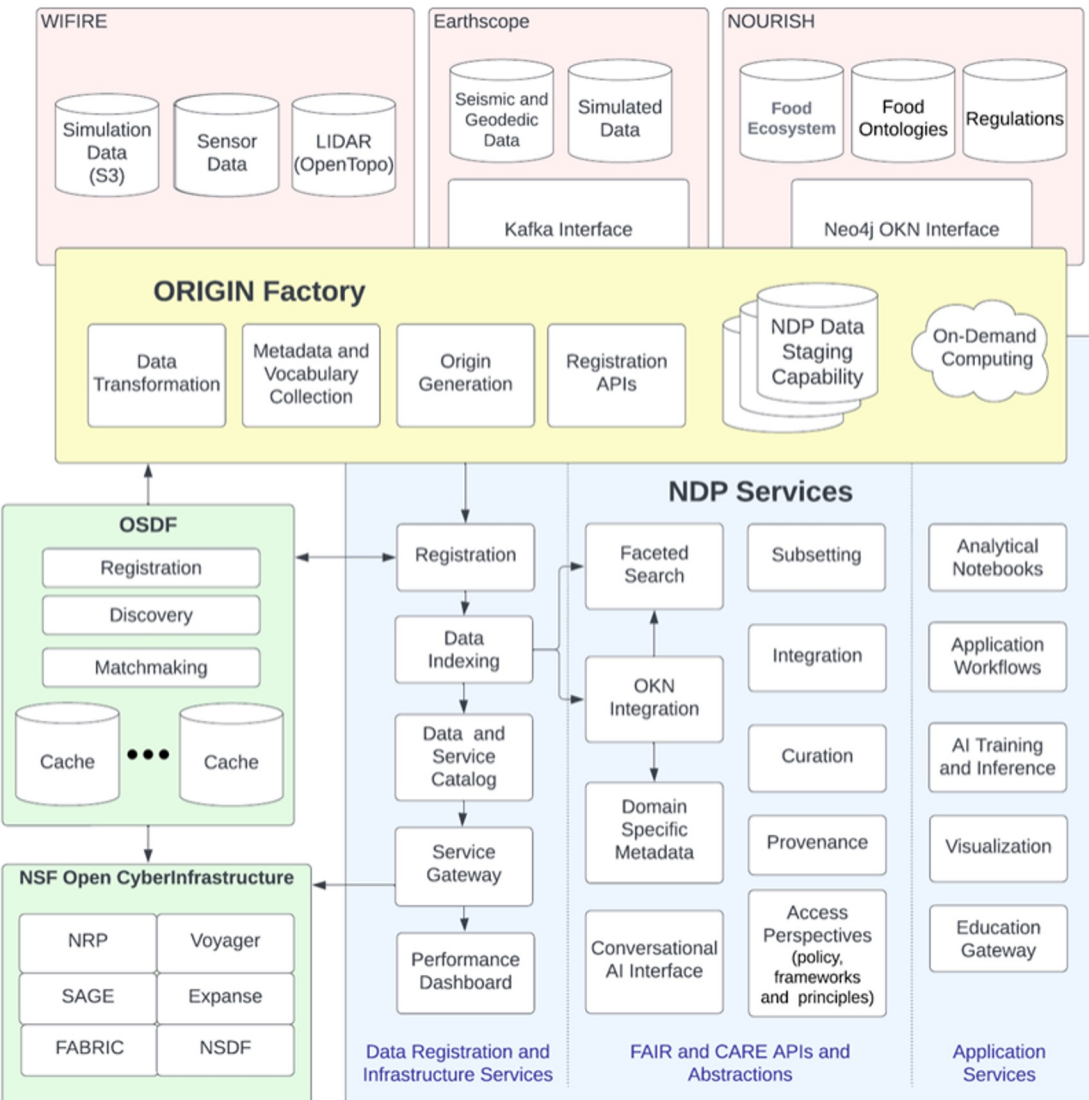 WIFIRE
Simulation
Data
(S3)
Sensor
Data
LIDAR
(OpenTopo)
Earthscope
Seismic and
Geodedic
Data
Simulated
Data
Kafka Interface
NOURISH
Food
Ecosystem
Food
Ontologies
Regulations
Neo4j OKN Interface
ORIGIN Factory
Data
Transformation
Metadata and
Vocabulary
Collection
Origin
Generation
Registration
APIs
NDP Data
Staging
Capability
On-Demand
Computing
OSDF
Registration
Discovery
Matchmaking
Cache
Cache
NSF Open CyberInfrastructure
NRP
Voyager
SAGE
Expanse
FABRIC
NSDF
NDP Services
Registration
Data
Indexing
Data and
Service
Catalog
Service
Gateway
Performance
Dashboard
Data Registration and
Infrastructure Services
Faceted
Search
OKN
Integration
Domain
Specific
Metadata
Conversational
AI Interface
Subsetting
Integration
Curation
Provenance
Access
Perspectives
(policy,
frameworks
and principles)
FAIR and CARE APIs and
Abstractions
Analytical
Notebooks
Application
Workflows
AI Training
and Inference
Visualization
Education
Gateway
Application
Services